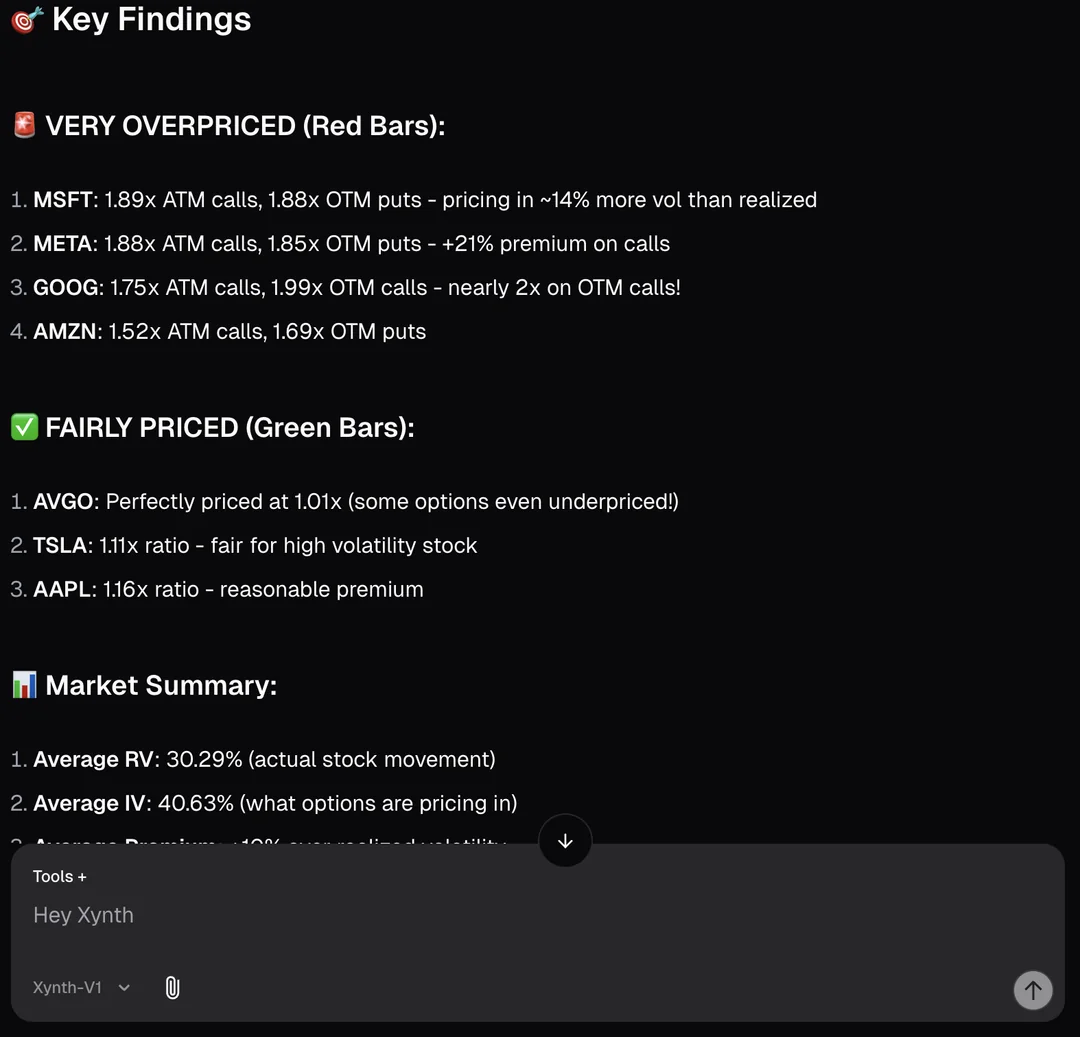 🎯 Key Findings
🚨 VERY OVERPRICED (Red Bars):
1. MSFT: 1.89x ATM calls, 1.88x OTM puts - pricing in ~14% more vol than realized
2. META: 1.88x ATM calls, 1.85x OTM puts - +21% premium on calls
3. GOOG: 1.75x ATM calls, 1.99x OTM calls - nearly 2x on OTM calls!
4. AMZN: 1.52x ATM calls, 1.69x OTM puts
✅ FAIRLY PRICED (Green Bars):
1. AVGO: Perfectly priced at 1.01x (some options even underpriced!)
2. TSLA: 1.11x ratio - fair for high volatility stock
3. AAPL: 1.16x ratio - reasonable premium
📊 Market Summary:
1. Average RV: 30.29% (actual stock movement)
2. Average IV: 40.63% (what options are pricing in)
3. Average Premium: +10% over realized volatility
Tools +
Hey Xynth
Xynth-V1